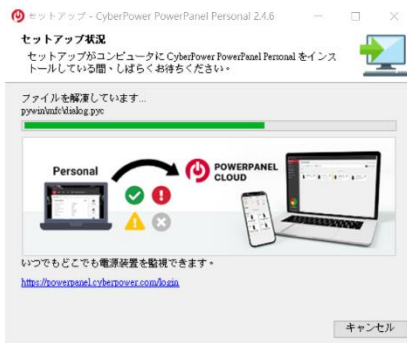 セットアップ - CyberPower PowerPanel Personal 2.4.6
セットアップ状況
セットアップがコンピュータに CyberPower PowerPanel Personal をインス
トールしている間、しばらくお待ちください。
ファイルを解凍しています...
pywin\mfc\dialog.pyc
Personal
POWERPANEL
CLOUD
いつでもどこでも電源装置を監視できます。
https://powerpanel.cyberpower.com/login
キャンセル